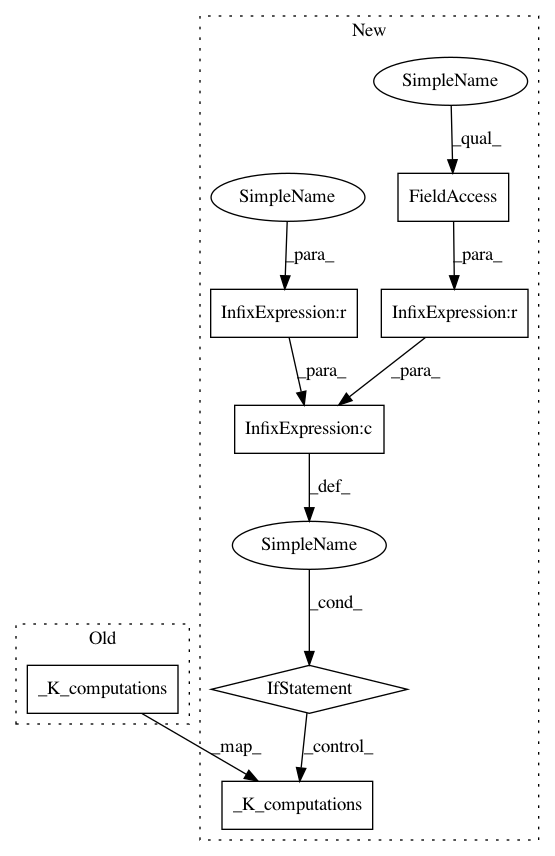 New
SimpleName
_qual_
SimpleName
FieldAccess
_para_
_para_
InfixExpression:r
InfixExpression:r
_para_
_para_
InfixExpression:c
_def_
SimpleName
_cond_
Old
_K_computations
IfStatement
_map_
_control_
_K_computations